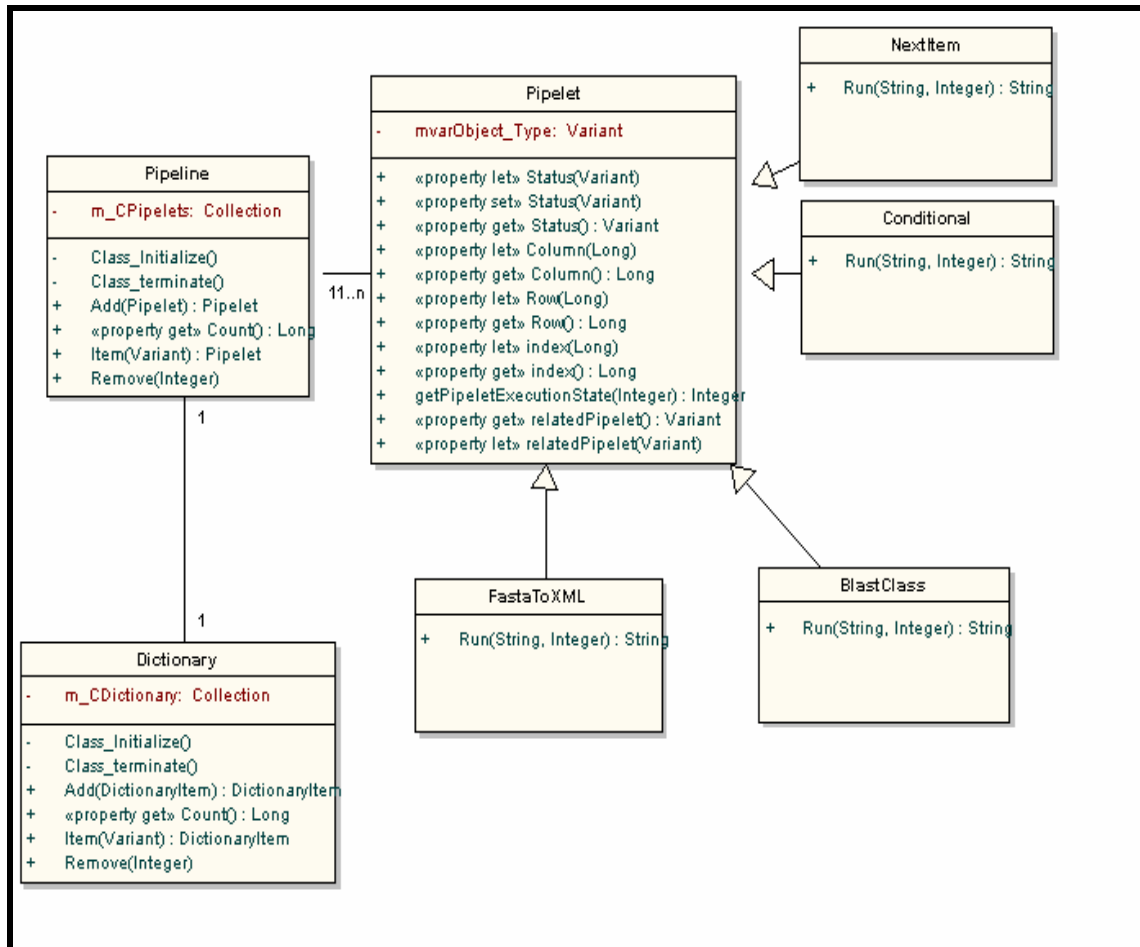 NextItem
+ Run(String, Integer) : String
Pipelet
- mvarObject_Type: Variant
+ «property let» Status(Variant)
+ «property set» Status(Variant)
+ «property get» Status() : Variant
+ «property let» Column(Long)
+ «property get» Column() : Long
+ «property let» Row(Long)
+ «property get» Row() : Long
+ «property let» index(Long)
+ «property get» index() : Long
+ getPipeletExecutionState(Integer) : Integer
+ «property get» relatedPipelet() : Variant
+ «property let» relatedPipelet(Variant)
Pipeline
- m_CPipelets: Collection
- Class_Initialize()
- Class_terminate()
+ Add(Pipelet) : Pipelet
+ «property get» Count() : Long
+ Item(Variant) : Pipelet
+ Remove(Integer)
11..n
1
Conditional
+ Run(String, Integer) : String
FastaToXML
+ Run(String, Integer) : String
BlastClass
+ Run(String, Integer) : String
1
Dictionary
- m_CDictionary: Collection
- Class_Initialize()
- Class_terminate()
+ Add(DictionaryItem) : DictionaryItem
+ «property get» Count() : Long
+ Item(Variant) : DictionaryItem
+ Remove(Integer)